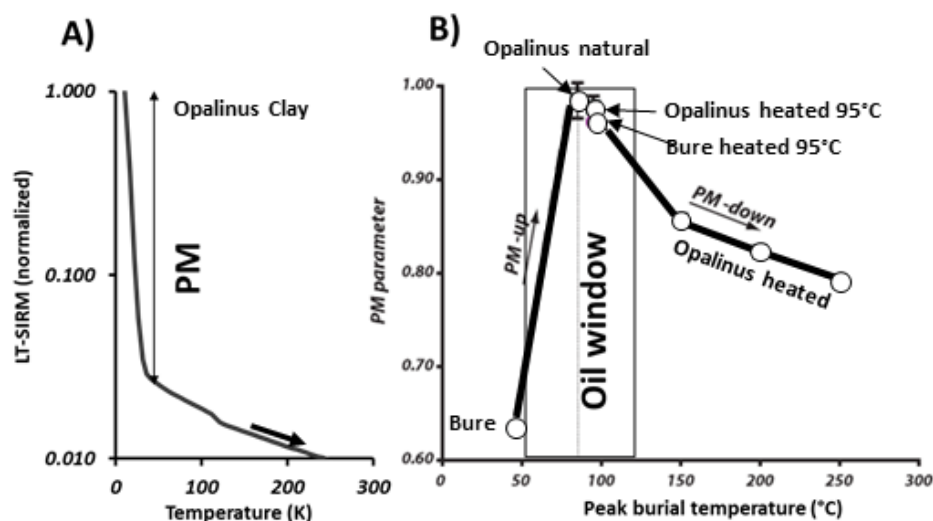 A)
LT-SIRM (normalized)
1.000
0.100
0.010
Opalinus Clay
PM
0
100
200
300
Temperature (K)
B)
Opalinus natural
PM parameter
1.00
0.90
0.80
0.70
0.60
Opalinus heated 95°C
Bure heated 95°C
PM-up
Oil window
PM-down
Opalinus heated
Bure
0
50
100
150
200
250
300
Peak burial temperature (°C)